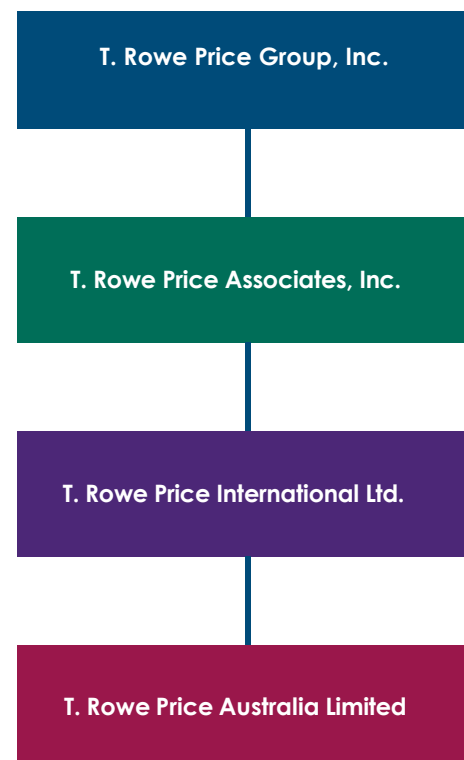 T. Rowe Price Group, Inc.
T. Rowe Price Associates, Inc.
T. Rowe Price International Ltd.
T. Rowe Price Australia Limited